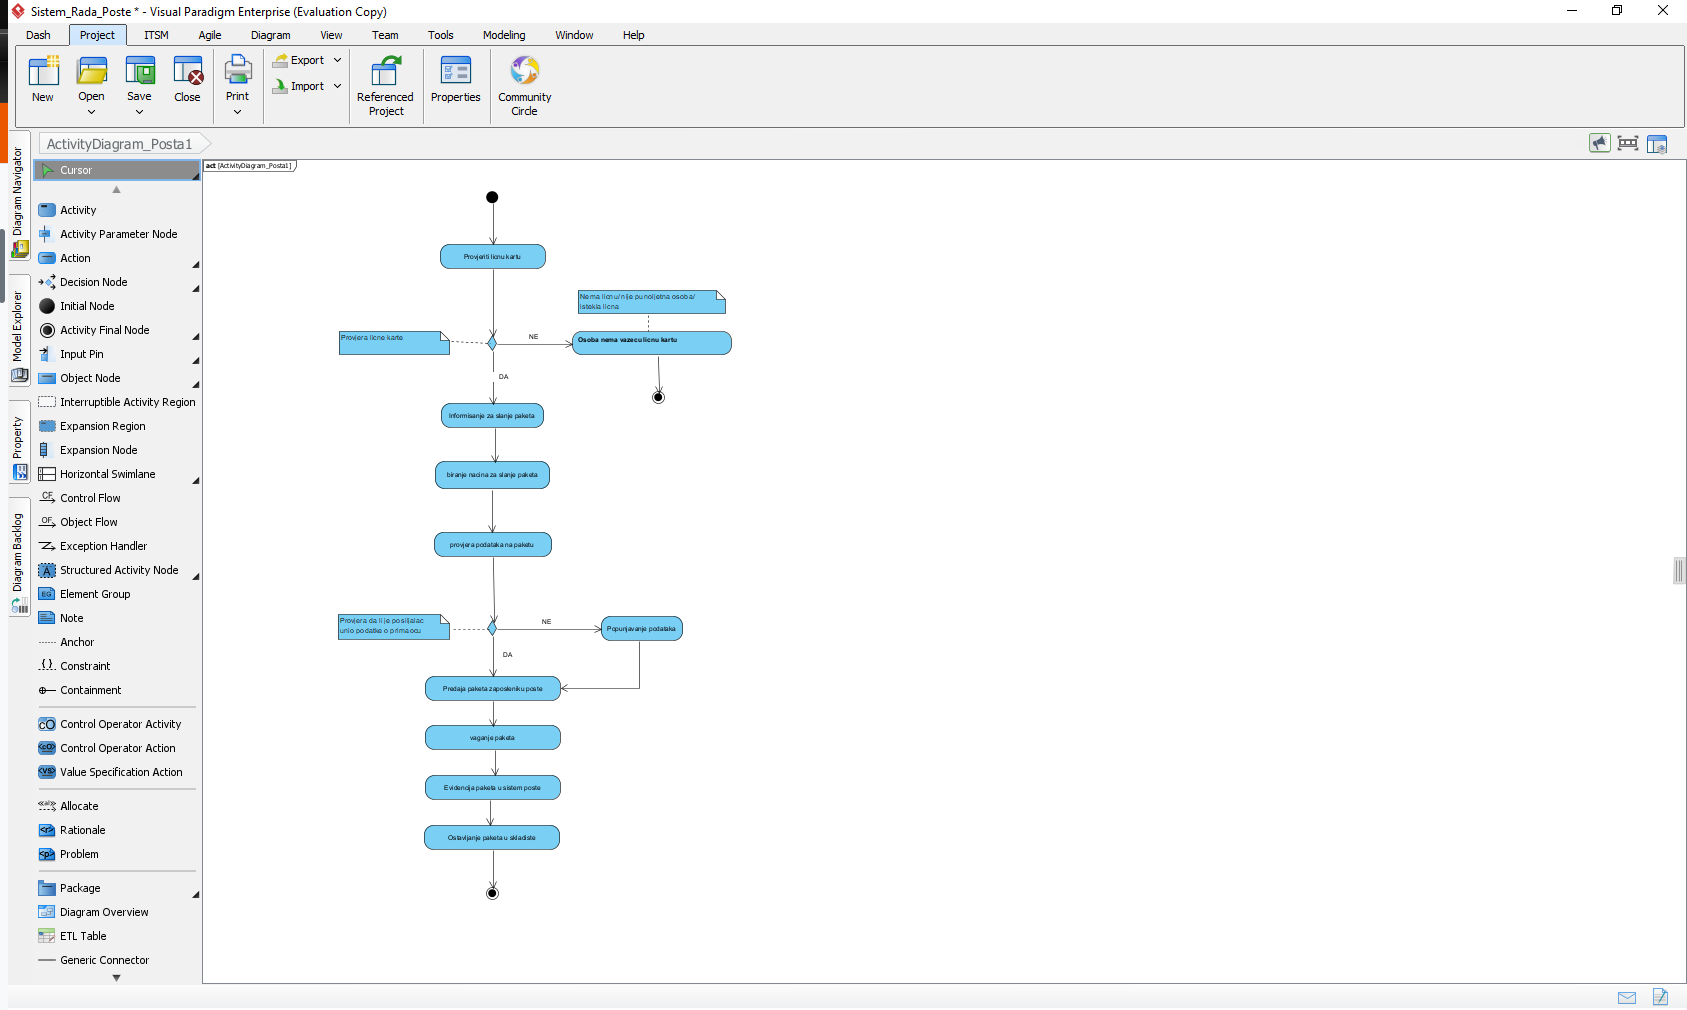 Sistem_Rada_Poste * - Visual Paradigm Enterprise (Evaluation Copy)
Dash Project ITSM Agile Diagram View Team Tools Modeling Window Help
New
Open
Save
Close
Print
Export
Import
Referenced
Project
Properties
Community
Circle
ActivityDiagram_Posta1
Diagram Navigator
Model Explorer
Property
Diagram Backlog
Cursor
Activity
Activity Parameter Node
Action
Decision Node
Initial Node
Activity Final Node
Input Pin
Object Node
Interruptible Activity Region
Expansion Region
Expansion Node
Horizontal Swimlane
CF Control Flow
OF Object Flow
Exception Handler
A Structured Activity Node
EG Element Group
Note
Anchor
Constraint
Containment
cO Control Operator Activity
«cO» Control Operator Action
«VS» Value Specification Action
Allocate
«r» Rationale
«p» Problem
Package
Diagram Overview
ETL Table
Generic Connector
act [ActivityDiagram_Posta1]
Provjeriti licnu kartu
Nema licnu/nije punoljetna osoba/
istekla licna
Provjera licne karte
NE
Osoba nema vazecu licnu kartu
DA
Informisanje za slanje paketa
biranje nacina za slanje paketa
provjera podataka na paketu
Provjera da li je posiljalac
unio podatke o primaocu
NE
Popunjavanje podataka
DA
Predaja paketa zaposleniku poste
vaganje paketa
Evidencija paketa u sistem poste
Ostavljanje paketa u skladiste